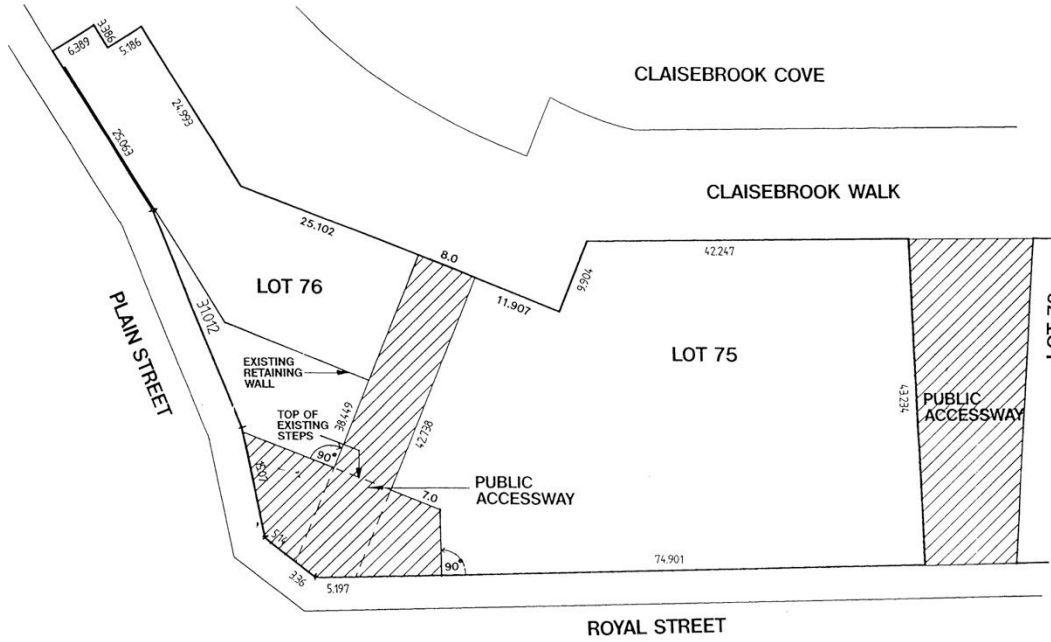 3.386
6.389
5.186
CLAISEBROOK COVE
24.993
25.063
CLAISEBROOK WALK
25.102
8.0
42.247
9.904
LOT 76
11.907
31.012
PLAIN STREET
LOT 75
EXISTING
RETAINING
WALL
38.449
42.738
43.234
PUBLIC
ACCESSWAY
TOP OF
EXISTING
STEPS
90°
PUBLIC
ACCESSWAY
7.0
5.14
3.36
5.197
90°
74.901
ROYAL STREET